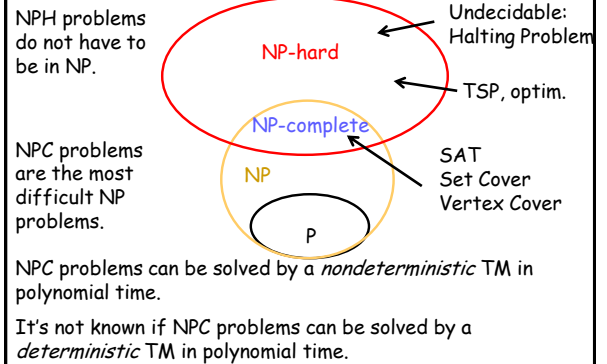 NPH problems
do not have to
be in NP.
Undecidable:
Halting Problem
NP-hard
TSP, optim.
NP-complete
NPC problems
are the most
difficult NP
problems.
NP
SAT
Set Cover
Vertex Cover
P
NPC problems can be solved by a nondeterministic TM in
polynomial time.
It's not known if NPC problems can be solved by a
deterministic TM in polynomial time.